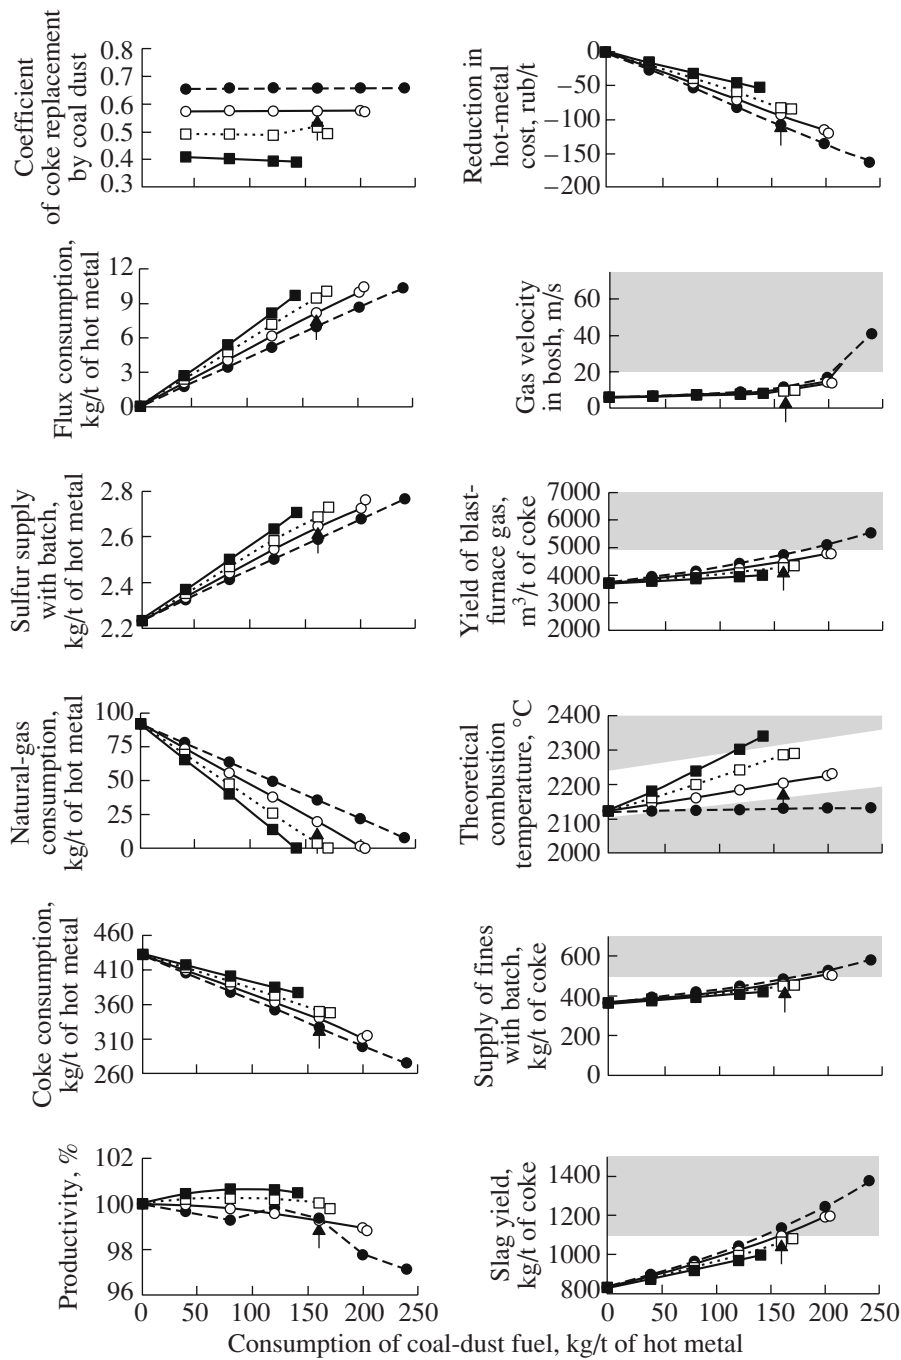 Coefficient
of coke replacement
by coal dust
0.8
0.7
0.6
0.5
0.4
0.3
Reduction in
hot-metal
cost, rub/t
0
−50
−100
−150
−200
0 50 100 150 200 250
Flux consumption,
kg/t of hot metal
12
9
6
3
0
Gas velocity
in bosh, m/s
60
40
20
0
Sulfur supply
with batch,
kg/t of hot metal
2.8
2.6
2.4
2.2
Yield of blast-
furnace gas,
m³/t of coke
7000
6000
5000
4000
3000
2000
Natural-gas
consumption,
kg/t of hot metal
100
75
50
25
0
Theoretical
combustion
temperature, °C
2400
2300
2200
2100
2000
Coke consumption,
kg/t of hot metal
460
410
360
310
260
Supply of fines
with batch,
kg/t of coke
600
400
200
0
Productivity, %
102
100
98
96
0 50 100 150 200 250
Slag yield,
kg/t of coke
1400
1200
1000
800
0 50 100 150 200 250
Consumption of coal-dust fuel, kg/t of hot metal